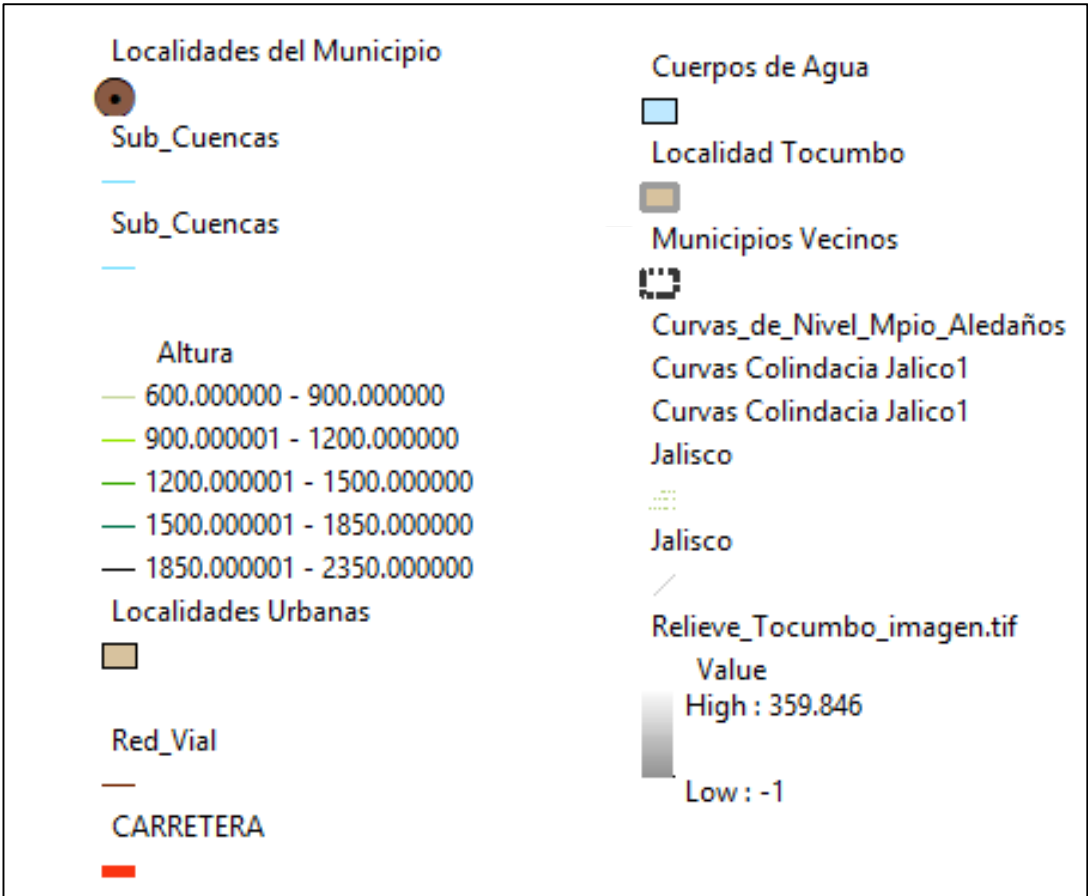 Localidades del Municipio
Sub_Cuencas
Sub_Cuencas
Altura
600.000000 - 900.000000
900.000001 - 1200.000000
1200.000001 - 1500.000000
1500.000001 - 1850.000000
1850.000001 - 2350.000000
Localidades Urbanas
Red_Vial
CARRETERA
Cuerpos de Agua
Localidad Tocumbo
Municipios Vecinos
Curvas_de_Nivel_Mpio_Aledaños
Curvas Colindacia Jalico1
Curvas Colindacia Jalico1
Jalisco
Jalisco
Relieve_Tocumbo_imagen.tif
Value
High : 359.846
Low : -1